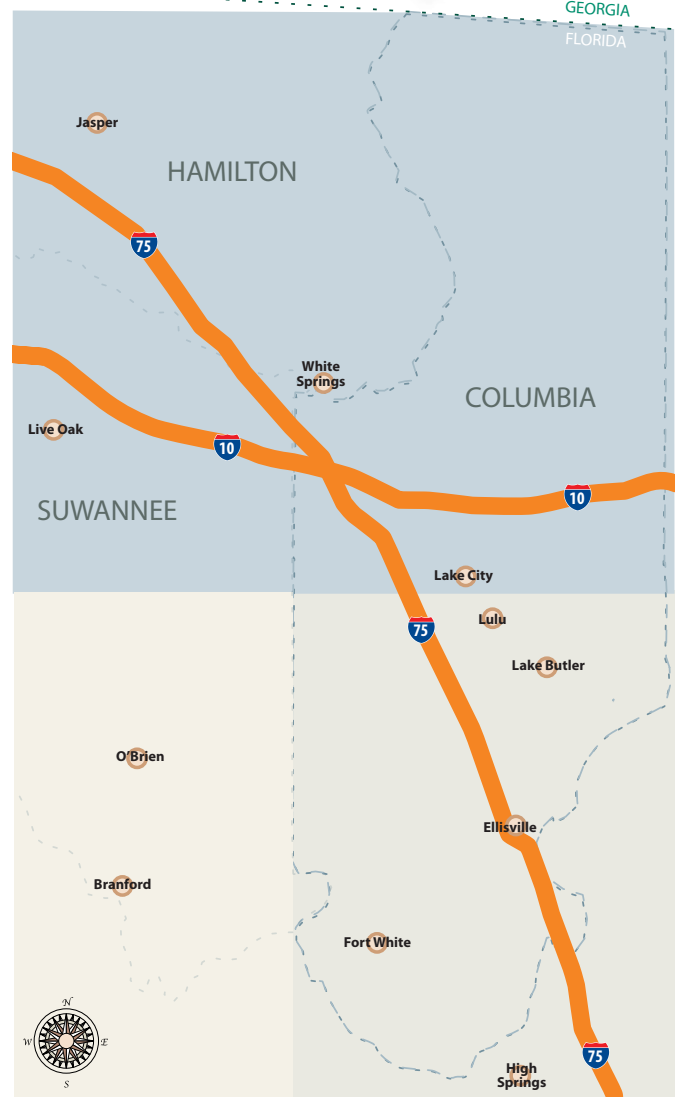 GEORGIA
FLORIDA
Jasper
HAMILTON
75
White
Springs
COLUMBIA
Live Oak
10
10
SUWANNEE
Lake City
Lulu
75
Lake Butler
O'Brien
Ellisville
Branford
Fort White
N
W
E
S
75
High
Springs